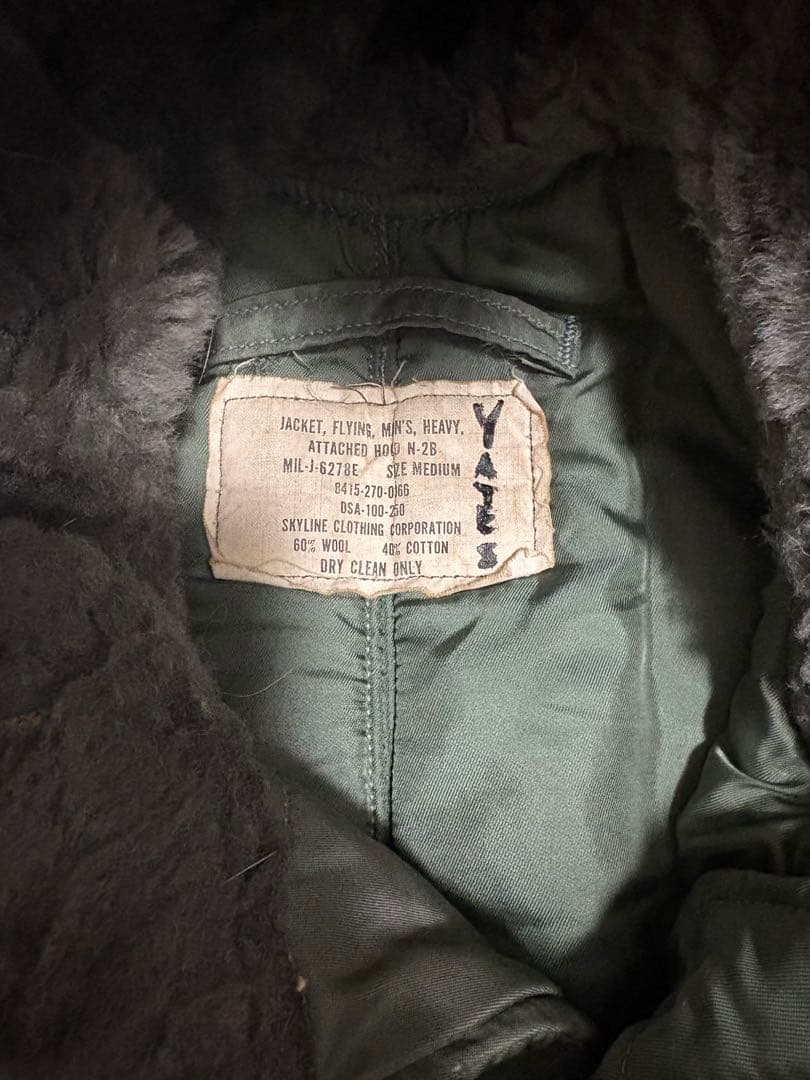 JACKET, FLYING, MEN'S, HEAVY,
ATTACHED HOOD N-2B
MIL-J-6278E SIZE MEDIUM
8415-270-0166
DSA-100-250
SKYLINE CLOTHING CORPORATION
60% WOOL 40% COTTON
DRY CLEAN ONLY
YATES